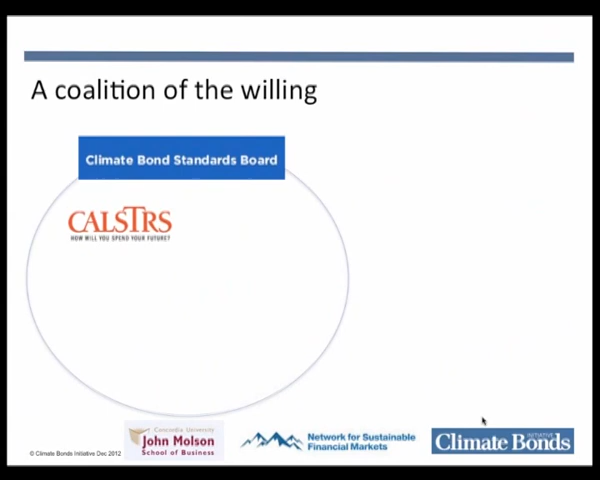 A coalition of the willing
Climate Bond Standards Board
CALSTRS
HOW WILL YOU SPEND YOUR FUTURE?
Concordia University
John Molson
School of Business
Network for Sustainable
Financial Markets
INITIATIVE
Climate Bonds
© Climate Bonds Initiative Dec 2012